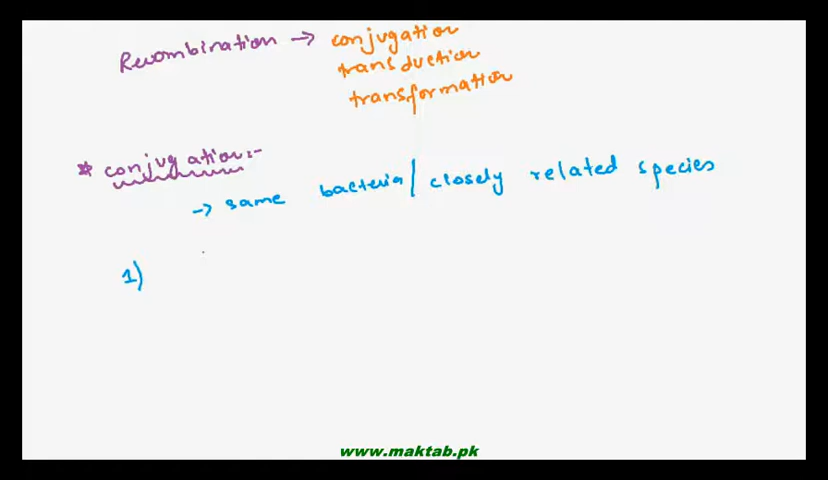 Recombination → conjugation
transduction
transformation
* conjugation:-
→ same bacteria / closely related species
1)
www.maktab.pk